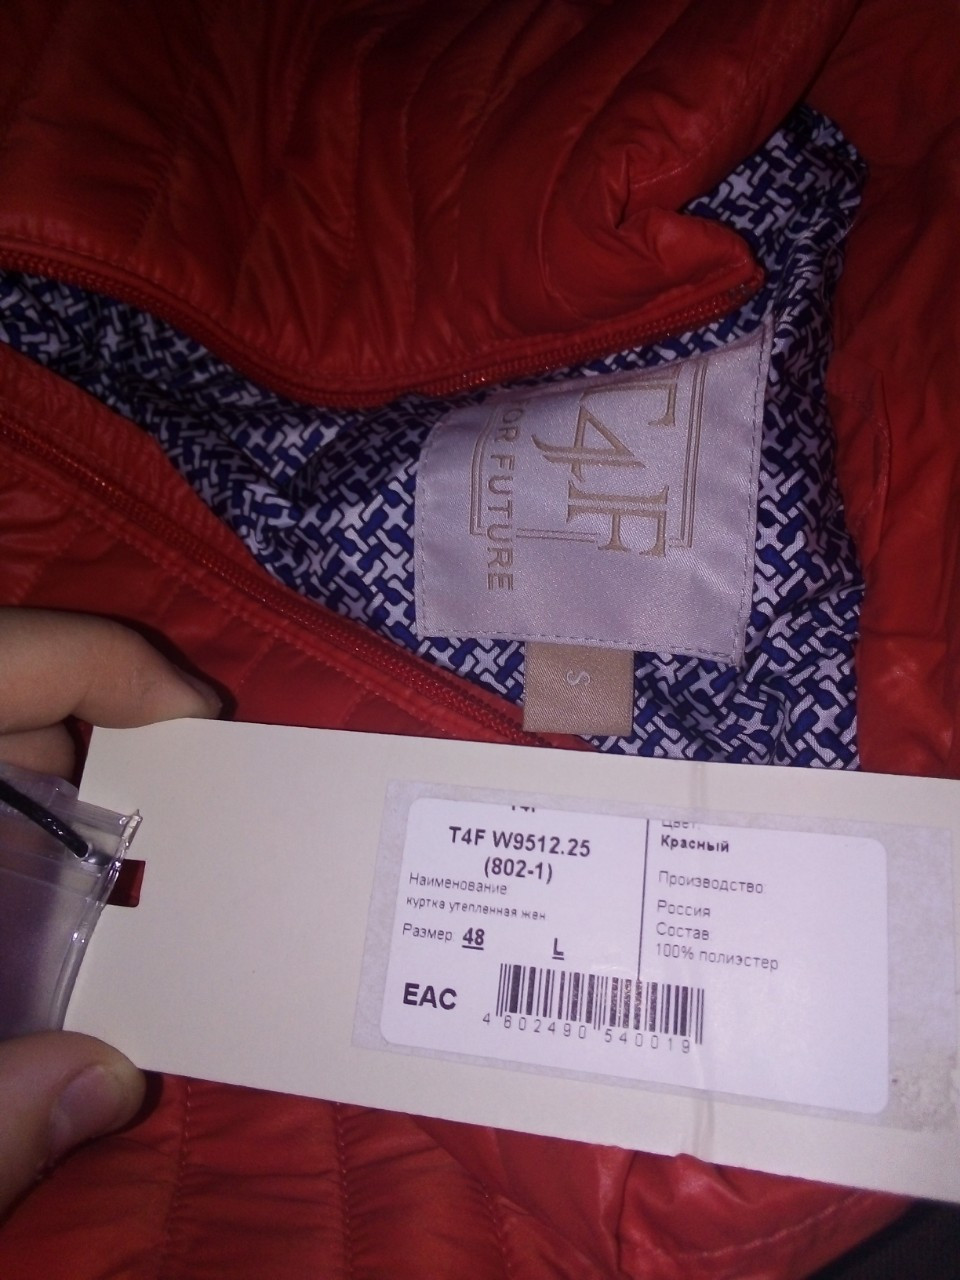 T4F
FOR FUTURE
S
T4F
T4F W9512.25
(802-1)
Наименование
куртка утепленная жен
Размер 48 L
EAC
4 602490 540019
Цвет:
Красный
Производство:
Россия
Состав
100% полиэстер